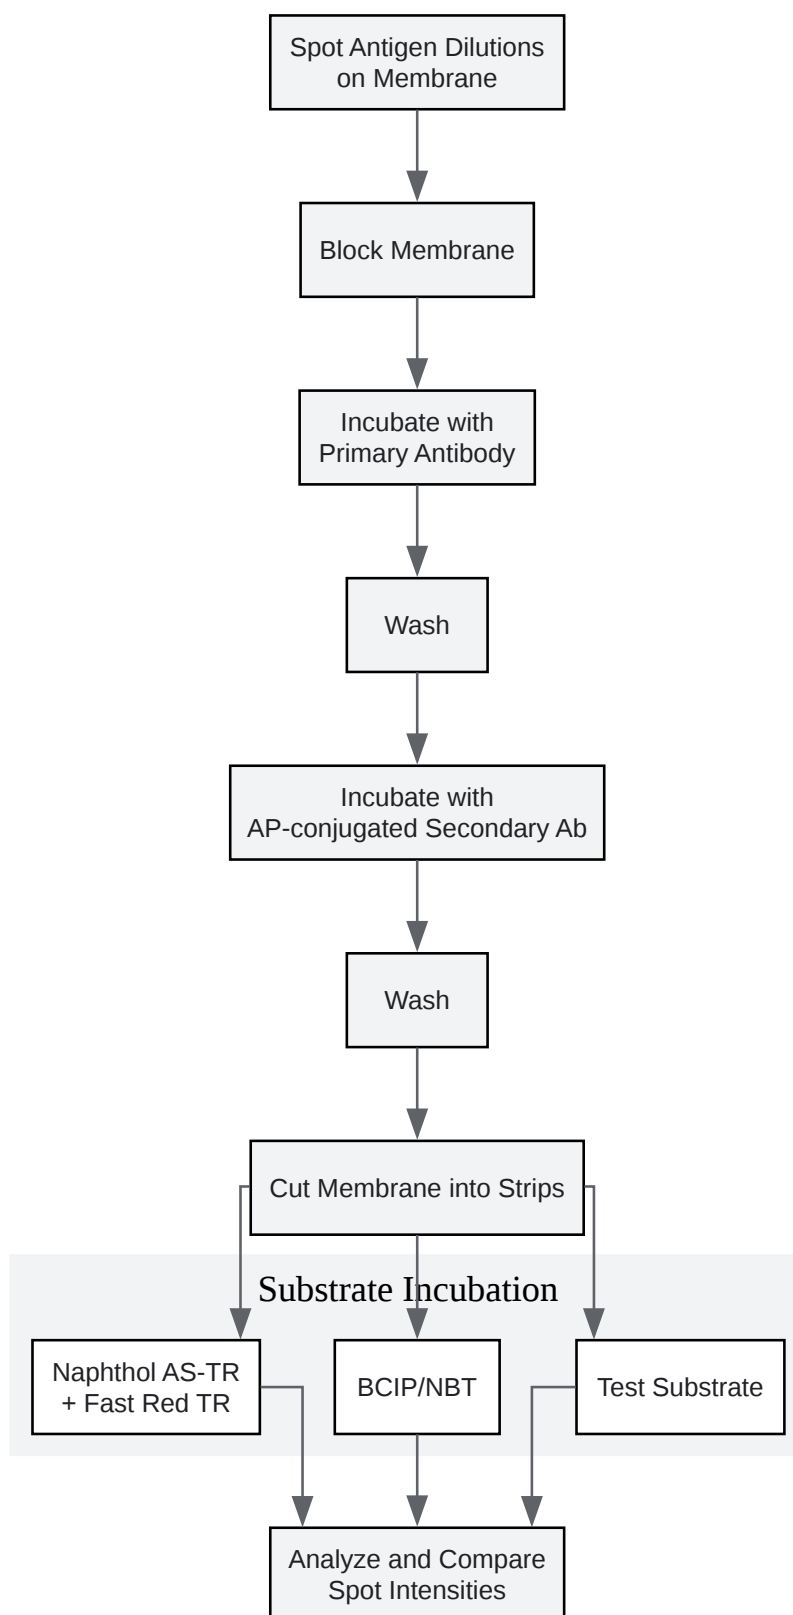 Spot Antigen Dilutions
on Membrane
Block Membrane
Incubate with
Primary Antibody
Wash
Incubate with
AP-conjugated Secondary Ab
Wash
Cut Membrane into Strips
Substrate Incubation
Naphthol AS-TR
+ Fast Red TR
BCIP/NBT
Test Substrate
Analyze and Compare
Spot Intensities